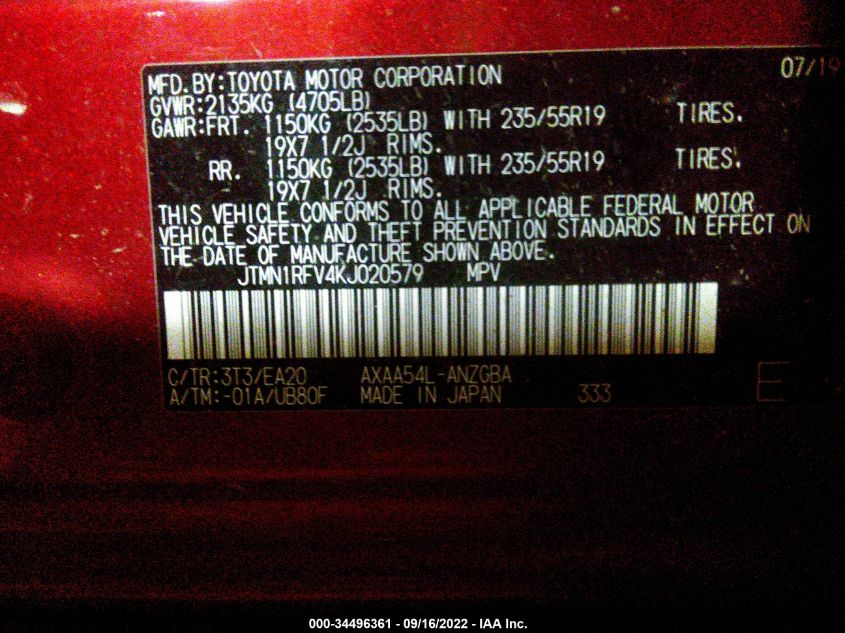 07/19
MFD.BY:TOYOTA MOTOR CORPORATION
GVWR:2135KG (4705LB)
GAWR:FRT. 1150KG (2535LB) WITH 235/55R19 TIRES.
19X7 1/2J RIMS.
RR. 1150KG (2535LB) WITH 235/55R19 TIRES.
19X7 1/2J RIMS.
THIS VEHICLE CONFORMS TO ALL APPLICABLE FEDERAL MOTOR
VEHICLE SAFETY AND THEFT PREVENTION STANDARDS IN EFFECT ON
THE DATE OF MANUFACTURE SHOWN ABOVE.
JTMN1RFV4KJ020579 MPV
C/TR:3T3/EA20 AXAA54L-ANZGBA
A/TM:-01A/UB80F MADE IN JAPAN 333 E
000-34496361 - 09/16/2022 - IAA Inc.